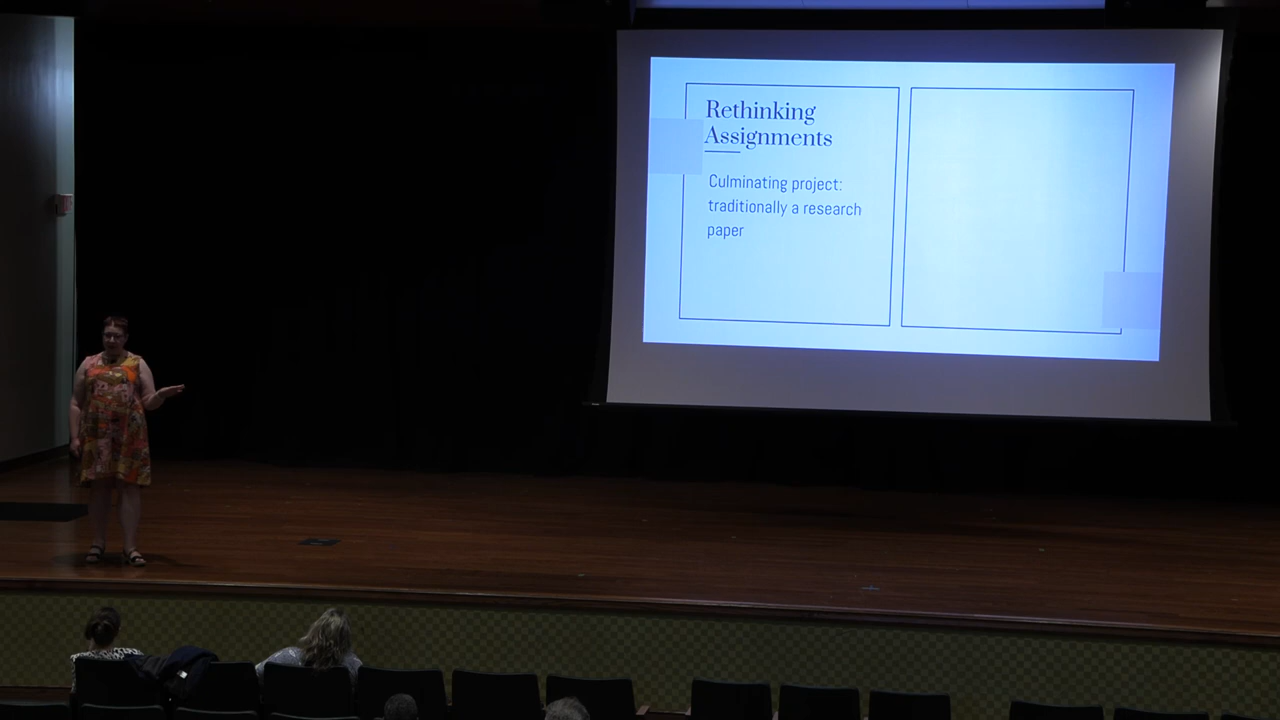 Rethinking
Assignments
Culminating project:
traditionally a research
paper